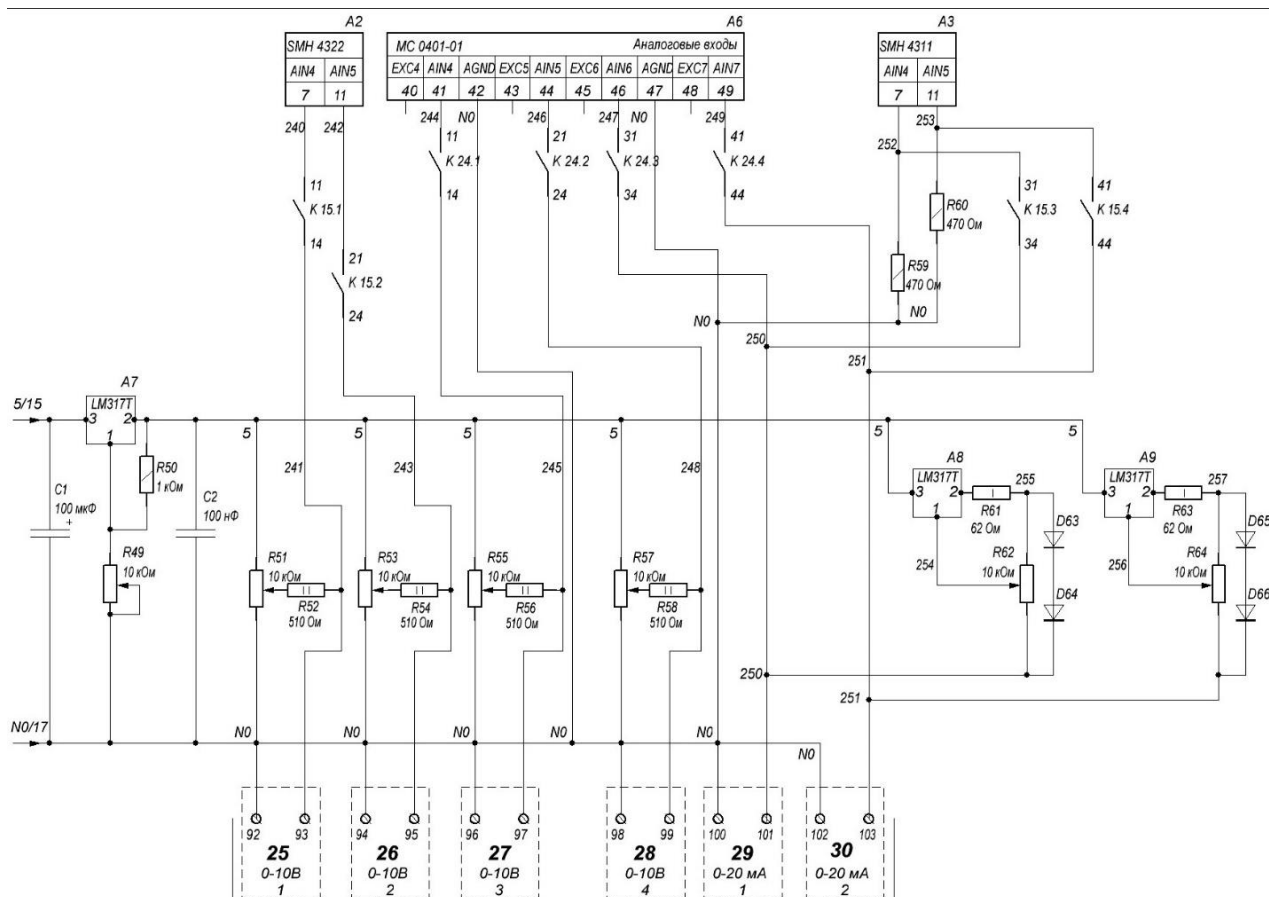 A2 A6 A3
SMH 4322 MC 0401-01 Аналоговые входы SMH 4311
AIN4 AIN5 EXC4 AIN4 AGND EXC5 AIN5 EXC6 AIN6 AGND EXC7 AIN7 AIN4 AIN5
7 11 40 41 42 43 44 45 46 47 48 49 7 11
240 242 244 N0 246 247 N0 249 253
11 21 31 41 252
K 24.1 K 24.2 K 24.3 K 24.4
14 24 34 44
11 31 41
K 15.1 R60 K 15.3 K 15.4
470 Ом
14 34 44
21 R59
K 15.2 470 Ом
24 N0
N0
250
251
A7
5/15 LM317T
3 2
1
5 5 5 5 5 5
R50
1 кОм
241 243 245 248
A8 A9
LM317T 255 LM317T 257
3 2 3 2
1 1
C1
100 мкФ
+
C2
100 нФ
R61
62 Ом
R63
62 Ом
D63 D65
R49
10 кОм
R51
10 кОм
R53
10 кОм
R55
10 кОм
R57
10 кОм
254 R62
10 кОм
256 R64
10 кОм
R52
510 Ом
R54
510 Ом
R56
510 Ом
R58
510 Ом
D64 D66
250
251
N0/17
N0 N0 N0 N0 N0 N0
92 93 94 95 96 97 98 99 100 101 102 103
25 26 27 28 29 30
0-10В 0-10В 0-10В 0-10В 0-20 мА 0-20 мА
1 2 3 4 1 2